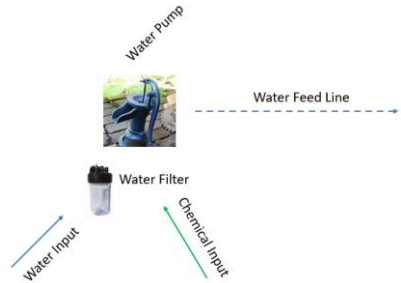 Water Pump
Water Feed Line
Water Filter
Water Input
Chemical Input